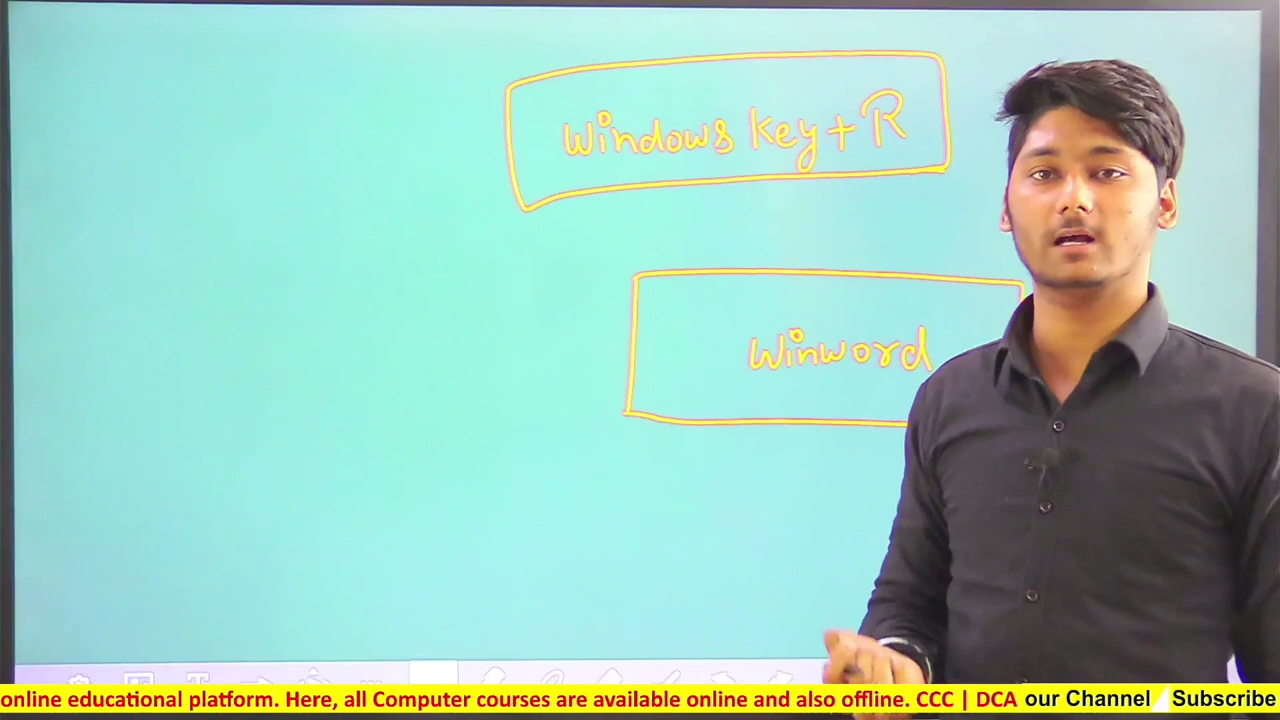 Windows Key + R
Winword
online educational platform. Here, all Computer courses are available online and also offline. CCC | DCA our Channel Subscribe